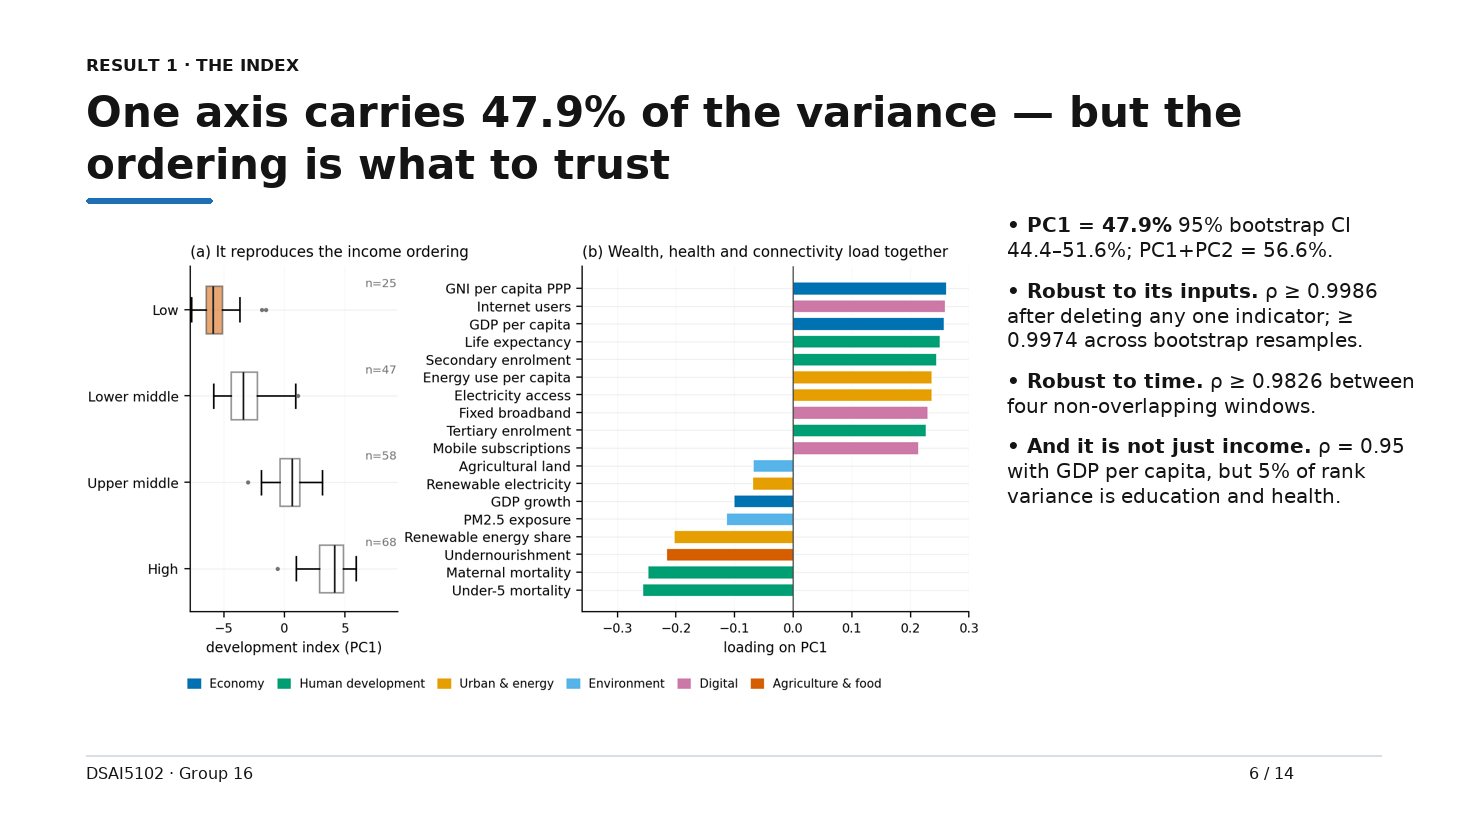 RESULT 1 · THE INDEX
One axis carries 47.9% of the variance — but the
ordering is what to trust
(a) It reproduces the income ordering
n=25
Low
n=47
Lower middle
n=58
Upper middle
n=68
High
−5
0
5
development index (PC1)
(b) Wealth, health and connectivity load together
GNI per capita PPP
Internet users
GDP per capita
Life expectancy
Secondary enrolment
Energy use per capita
Electricity access
Fixed broadband
Tertiary enrolment
Mobile subscriptions
Agricultural land
Renewable electricity
GDP growth
PM2.5 exposure
Renewable energy share
Undernourishment
Maternal mortality
Under-5 mortality
−0.3
−0.2
−0.1
0.0
0.1
0.2
0.3
loading on PC1
Economy
Human development
Urban & energy
Environment
Digital
Agriculture & food
• PC1 = 47.9% 95% bootstrap CI
44.4–51.6%; PC1+PC2 = 56.6%.
• Robust to its inputs. ρ ≥ 0.9986
after deleting any one indicator; ≥
0.9974 across bootstrap resamples.
• Robust to time. ρ ≥ 0.9826 between
four non-overlapping windows.
• And it is not just income. ρ = 0.95
with GDP per capita, but 5% of rank
variance is education and health.
DSAI5102 · Group 16
6 / 14